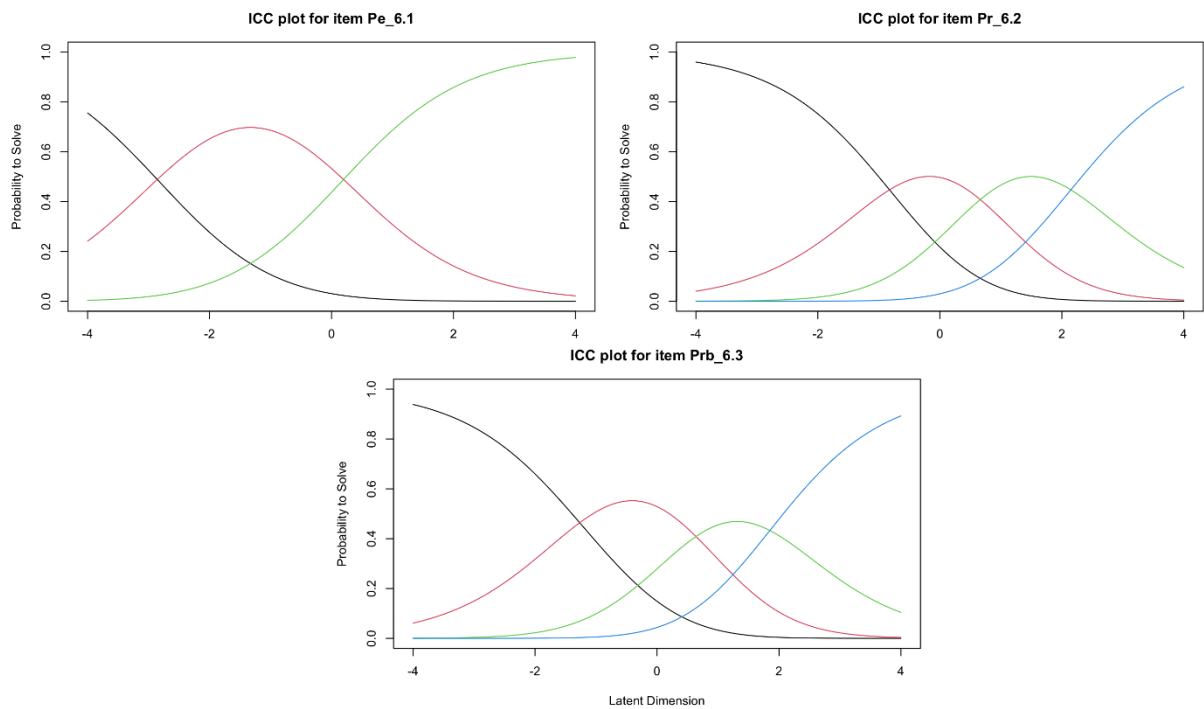 ICC plot for item Pe_6.1
Probability to Solve
0.0 0.2 0.4 0.6 0.8 1.0
-4 -2 0 2 4
ICC plot for item Pr_6.2
Probability to Solve
0.0 0.2 0.4 0.6 0.8 1.0
-4 -2 0 2 4
ICC plot for item Prb_6.3
Probability to Solve
0.0 0.2 0.4 0.6 0.8 1.0
-4 -2 0 2 4
Latent Dimension